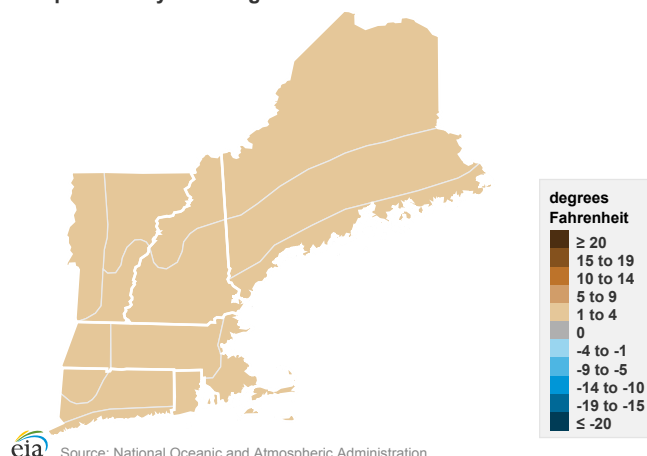 degrees
Fahrenheit
≥ 20
15 to 19
10 to 14
5 to 9
1 to 4
0
-4 to -1
-9 to -5
-14 to -10
-19 to -15
≤ -20
eia
Source: National Oceanic and Atmospheric Administration